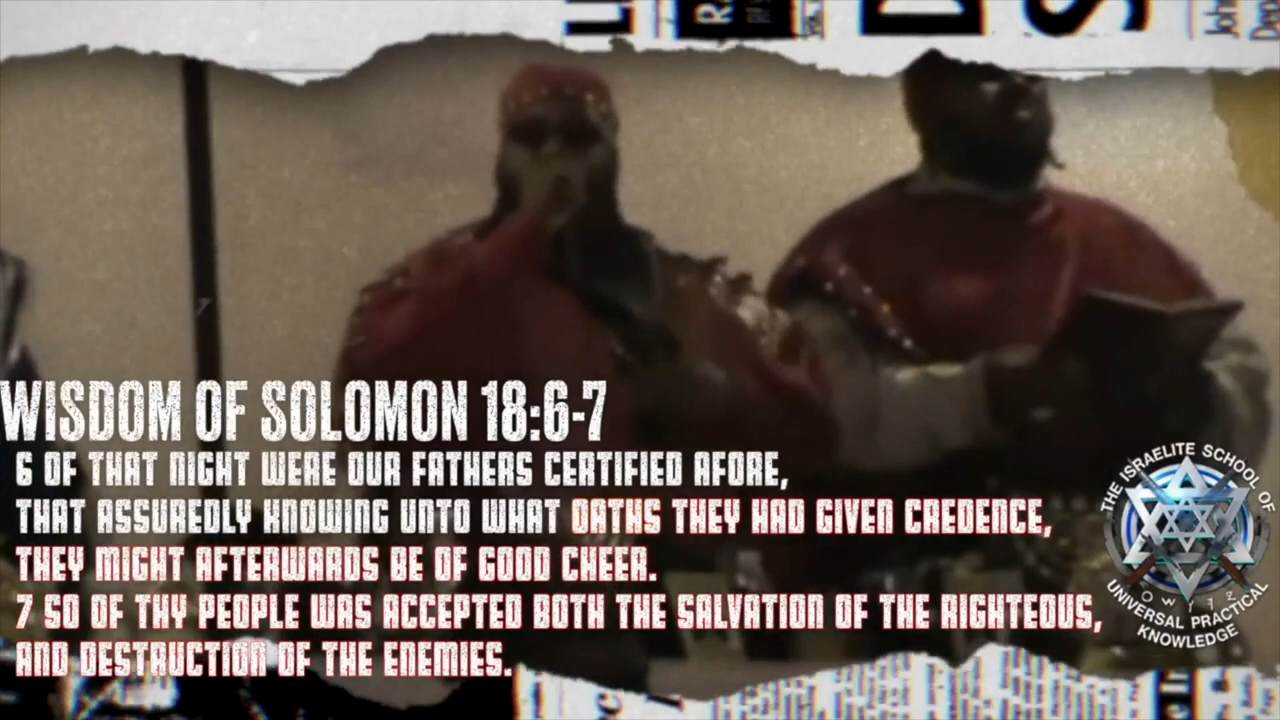 WISDOM OF SOLOMON 18:6-7
6 OF THAT NIGHT WERE OUR FATHERS CERTIFIED AFORE,
THAT ASSUREDLY KNOWING UNTO WHAT OATHS THEY HAD GIVEN CREDENCE,
THEY MIGHT AFTERWARDS BE OF GOOD CHEER.
7 SO OF THY PEOPLE WAS ACCEPTED BOTH THE SALVATION OF THE RIGHTEOUS,
AND DESTRUCTION OF THE ENEMIES.
THE ISRAELITE SCHOOL OF
UNIVERSAL PRACTICAL
KNOWLEDGE